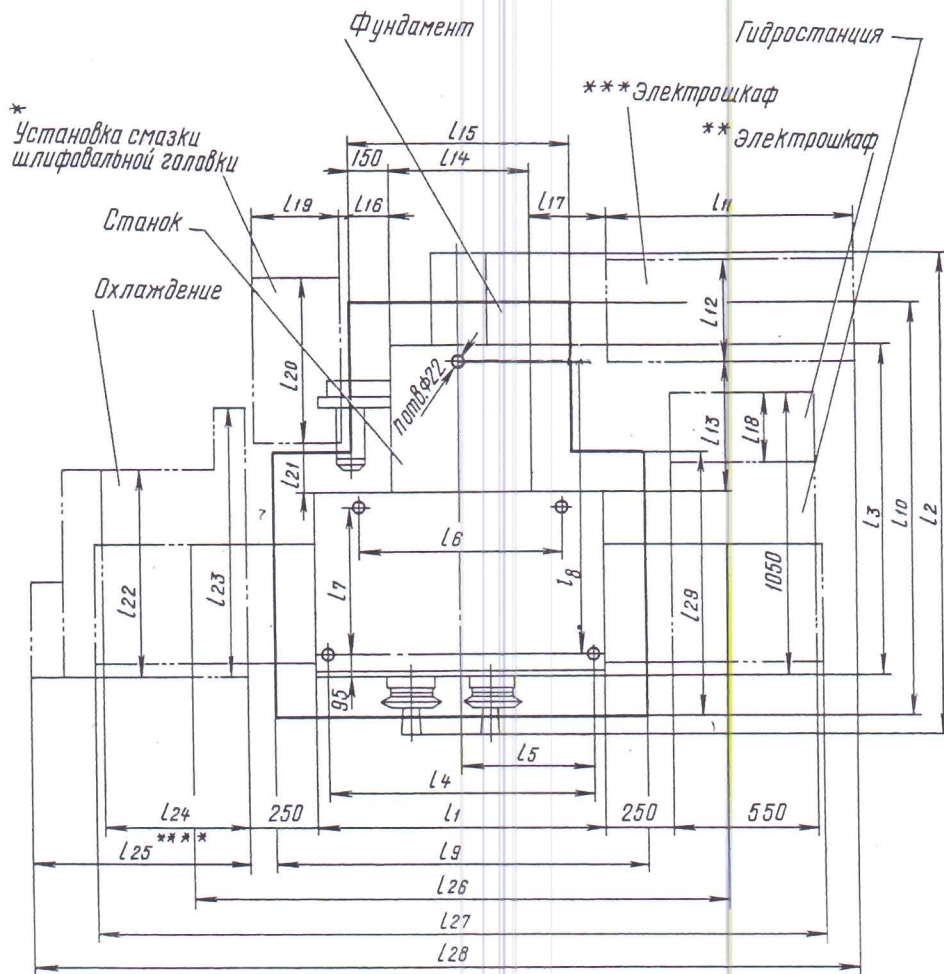 Фундамент
Гидростанция
*** Электрошкаф
** Электрошкаф
*
Установка смазки
шлифовальной головки
Станок
Охлаждение
l15
150
l14
l19
l16
l17
l11
l12
l20
nотв.ф22
l13
l18
l21
l3
l10
l2
l6
l7
l8
l22
l23
l29
1050
95
l5
l4
l24
250
l1
250
550
****
l25
l9
l26
l27
l28